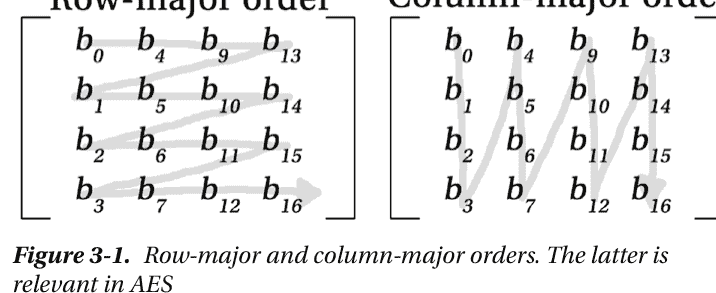 Row-major order
Column-major orde
b0 b4 b9 b13
b1 b5 b10 b14
b2 b6 b11 b15
b3 b7 b12 b16
b0 b4 b9 b13
b1 b5 b10 b14
b2 b6 b11 b15
b3 b7 b12 b16
Figure 3-1. Row-major and column-major orders. The latter is
relevant in AES